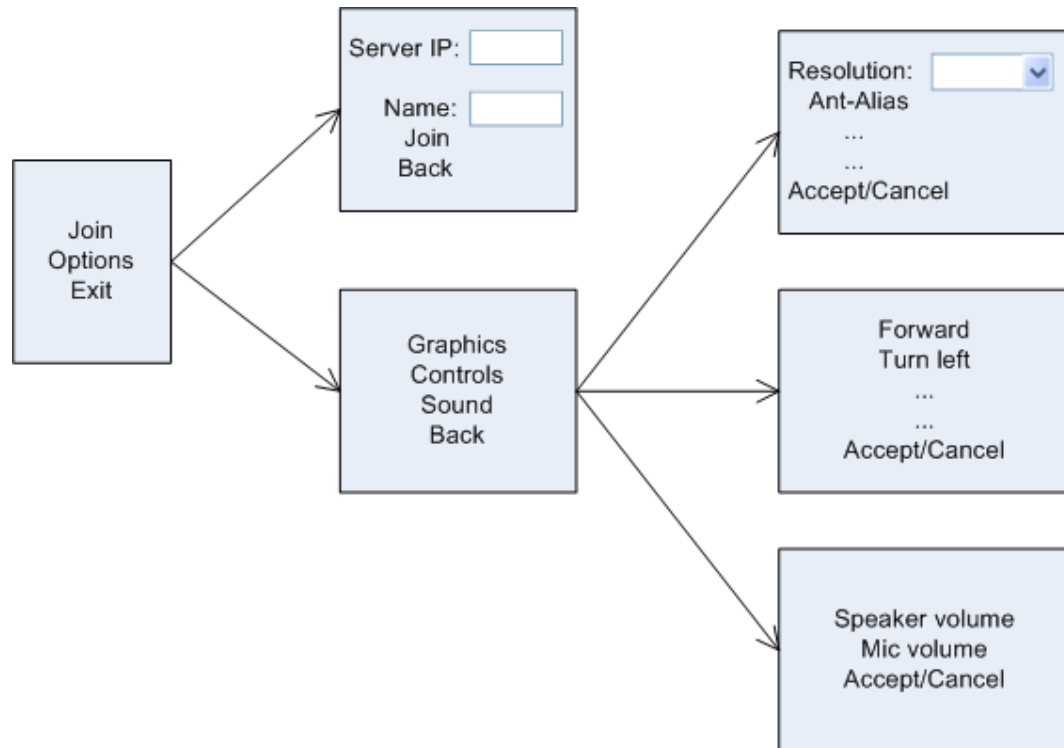 Join
Options
Exit
Server IP:
Name:
Join
Back
Graphics
Controls
Sound
Back
Resolution:
Ant-Alias
...
...
Accept/Cancel
Forward
Turn left
...
...
Accept/Cancel
Speaker volume
Mic volume
Accept/Cancel